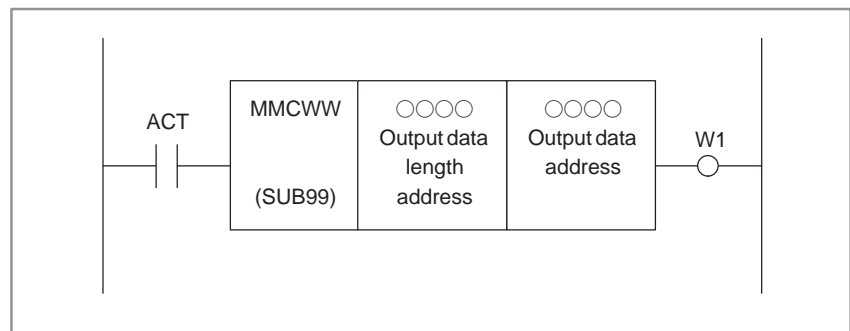 ACT
MMCWW
(SUB99)
○○○○
Output data
length
address
○○○○
Output data
address
W1